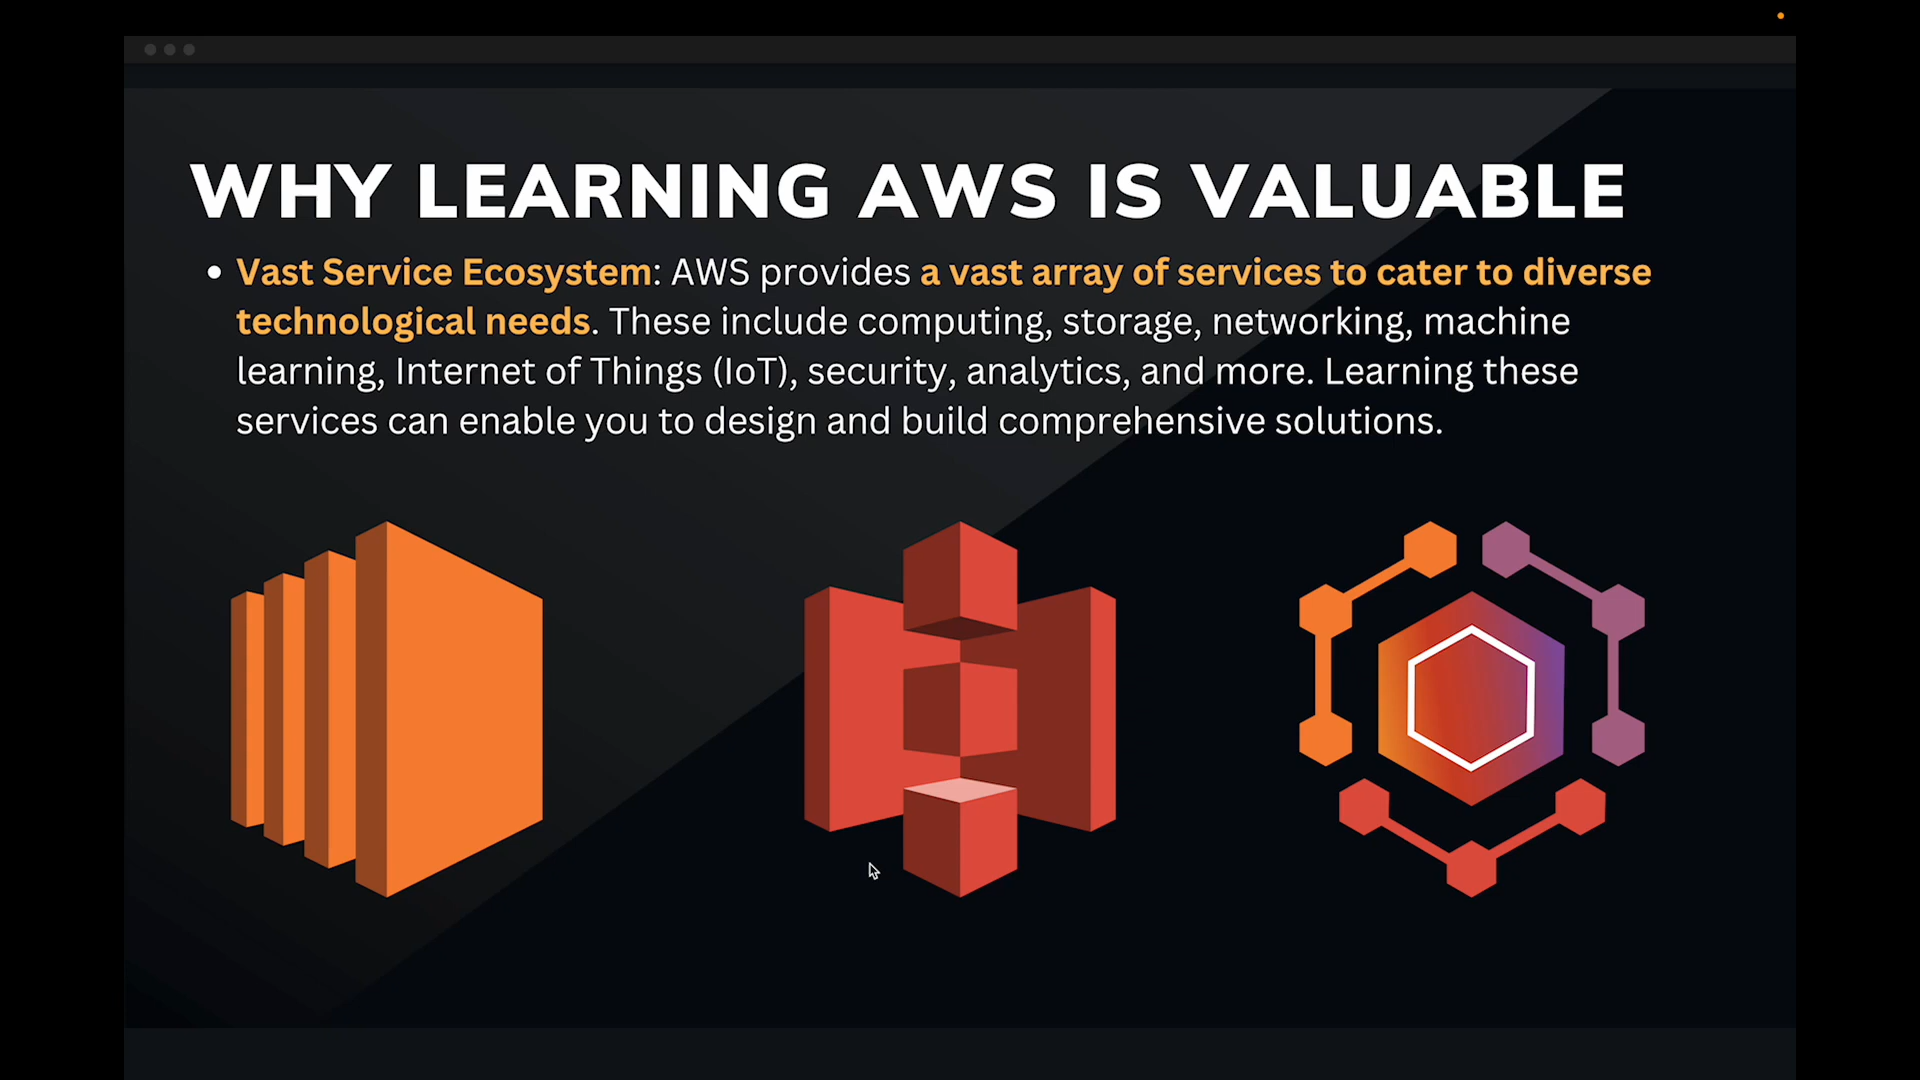 WHY LEARNING AWS IS VALUABLE
• Vast Service Ecosystem: AWS provides a vast array of services to cater to diverse
technological needs. These include computing, storage, networking, machine
learning, Internet of Things (IoT), security, analytics, and more. Learning these
services can enable you to design and build comprehensive solutions.